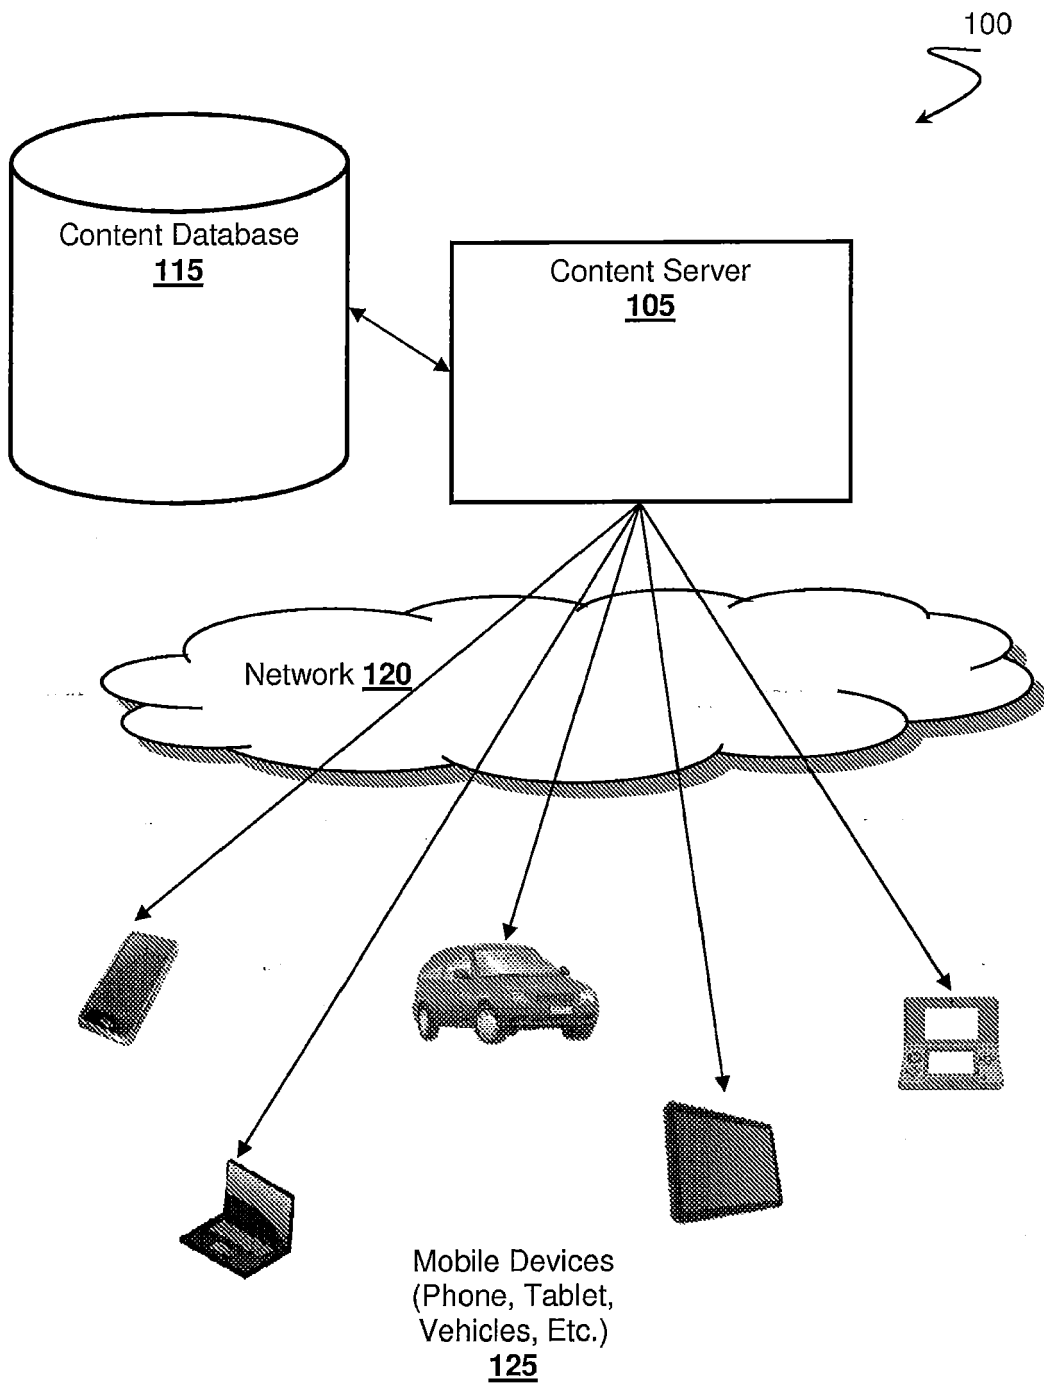 100
Content Database
115
Content Server
105
Network 120
Mobile Devices
(Phone, Tablet,
Vehicles, Etc.)
125